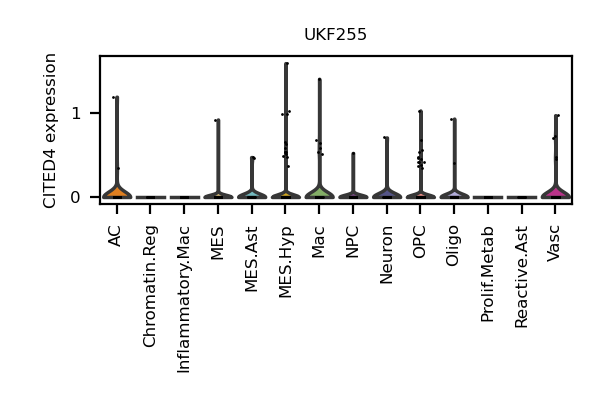 UKF255
CITED4 expression
1
0
AC
Chromatin.Reg
Inflammatory.Mac
MES
MES.Ast
MES.Hyp
Mac
NPC
Neuron
OPC
Oligo
Prolif.Metab
Reactive.Ast
Vasc